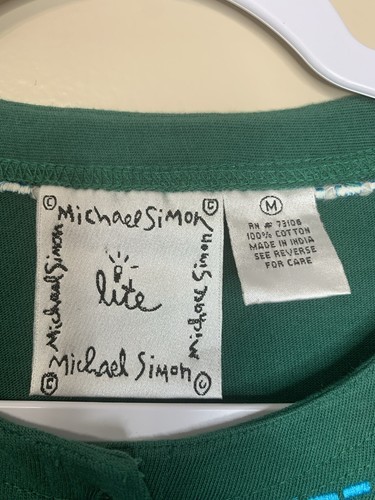 © Michael Simon ©
Michael Simon
lite
Michael Simon
© Michael Simon ©
M
RN # 73106
100% COTTON
MADE IN INDIA
SEE REVERSE
FOR CARE